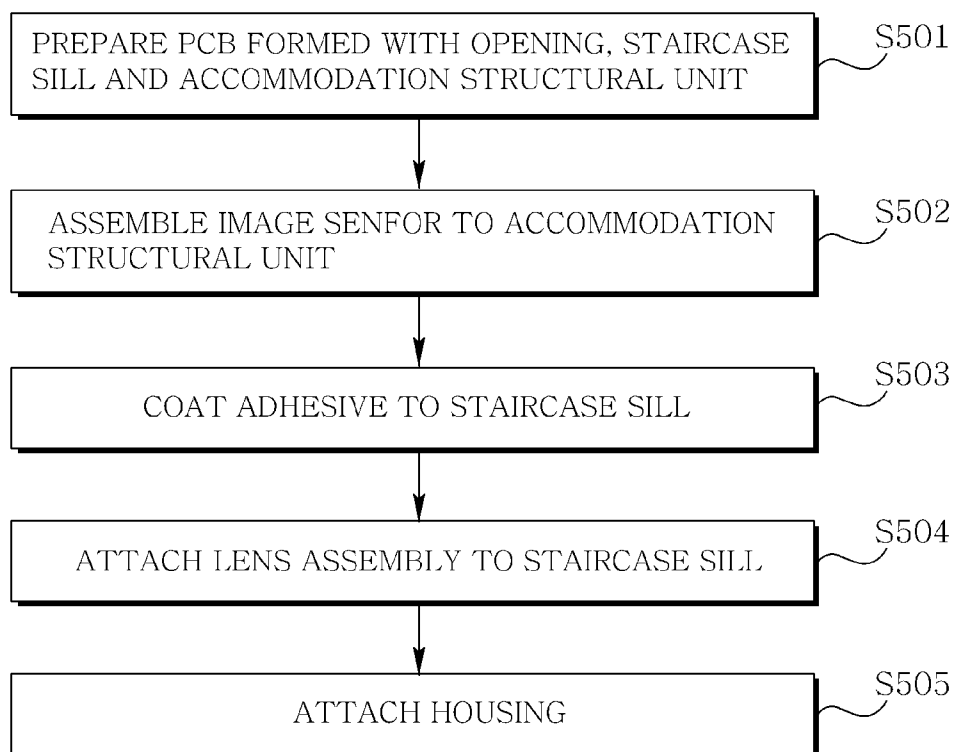 PREPARE PCB FORMED WITH OPENING, STAIRCASE
SILL AND ACCOMMODATION STRUCTURAL UNIT
S501
ASSEMBLE IMAGE SENFOR TO ACCOMMODATION
STRUCTURAL UNIT
S502
COAT ADHESIVE TO STAIRCASE SILL
S503
ATTACH LENS ASSEMBLY TO STAIRCASE SILL
S504
ATTACH HOUSING
S505